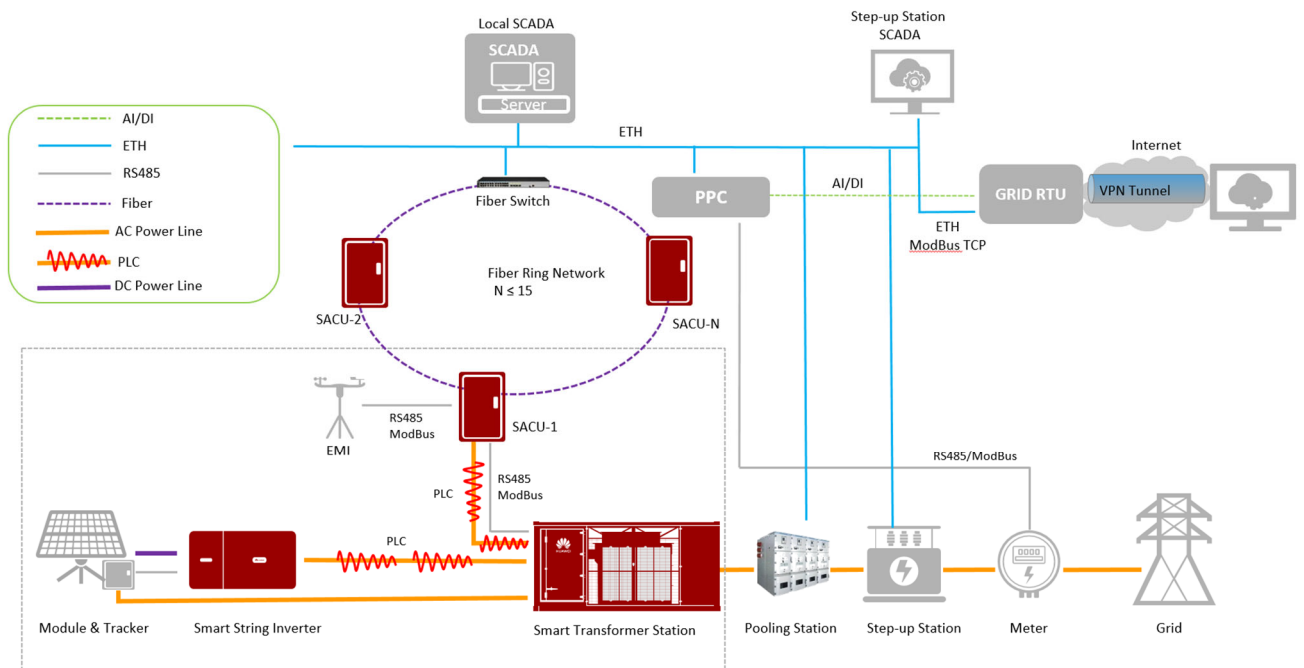 Local SCADA
SCADA
Server
Step-up Station
SCADA
AI/DI
ETH
RS485
Fiber
AC Power Line
PLC
DC Power Line
ETH
Fiber Switch
PPC
AI/DI
GRID RTU
Internet
VPN Tunnel
ETH
ModBus TCP
Fiber Ring Network
N ≤ 15
SACU-2
SACU-N
SACU-1
EMI
RS485
ModBus
PLC
RS485
ModBus
RS485/ModBus
PLC
HUAWEI
0000
Module & Tracker
Smart String Inverter
Smart Transformer Station
Pooling Station
Step-up Station
Meter
Grid